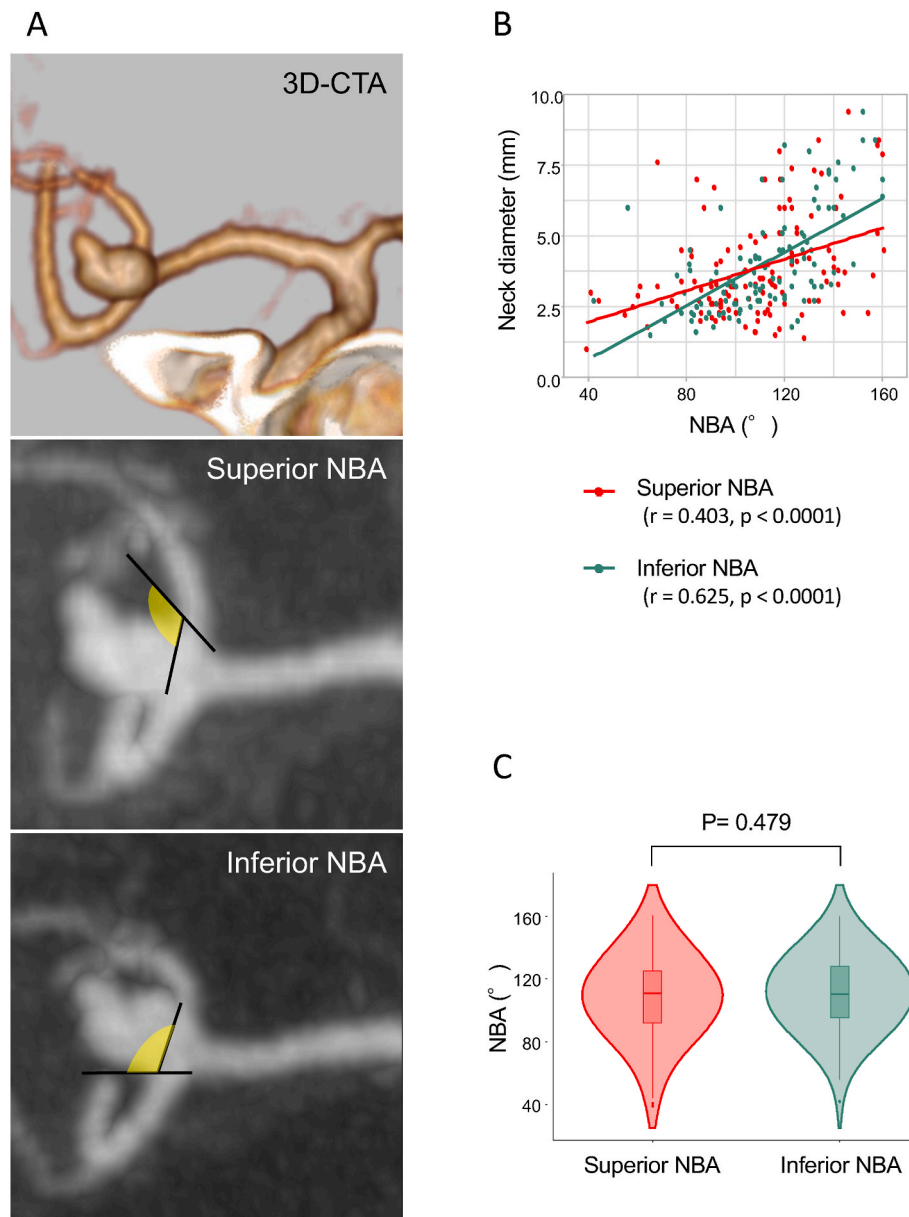 A
3D-CTA
Superior NBA
Inferior NBA
B
10.0
7.5
5.0
2.5
0.0
Neck diameter (mm)
40 80 120 160
NBA (°)
Superior NBA
(r = 0.403, p < 0.0001)
Inferior NBA
(r = 0.625, p < 0.0001)
C
P= 0.479
160
120
80
40
NBA (°)
Superior NBA Inferior NBA